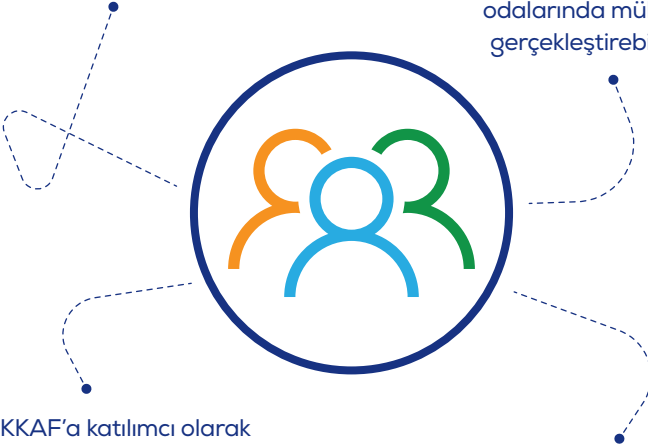 odalarında mü
gerçekleştirebi
KKAF’a katılımcı olarak